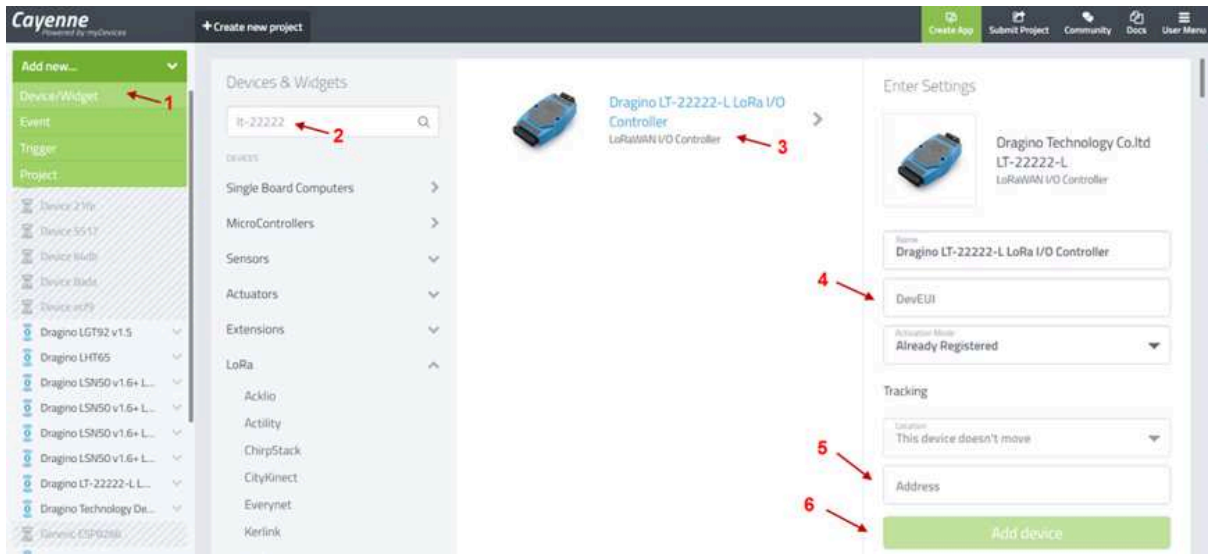 Cayenne
Powered by myDevices
+ Create new project
Create App
Submit Project
Community
Docs
User Menu
Add new...
Device/Widget
Event
Trigger
Project
Device 5517
Dragino LGT92 v1.5
Dragino LHT65
Dragino LSN50 v1.6+ L...
Dragino LSN50 v1.6+ L...
Dragino LSN50 v1.6+ L...
Dragino LSN50 v1.6+ L...
Dragino LT-22222-L L...
Dragino Technology De...
Generic ESP8266
1
Devices & Widgets
lt-22222
2
DEVICES
Single Board Computers
MicroControllers
Sensors
Actuators
Extensions
LoRa
Acklio
Actility
ChirpStack
CityKinect
Everynet
Kerlink
Dragino LT-22222-L LoRa I/O
Controller
LoRaWAN I/O Controller
3
Enter Settings
Dragino Technology Co.ltd
LT-22222-L
LoRaWAN I/O Controller
Name
Dragino LT-22222-L LoRa I/O Controller
4
DevEUI
Activation Mode
Already Registered
Tracking
Location
This device doesn't move
5
Address
6
Add device